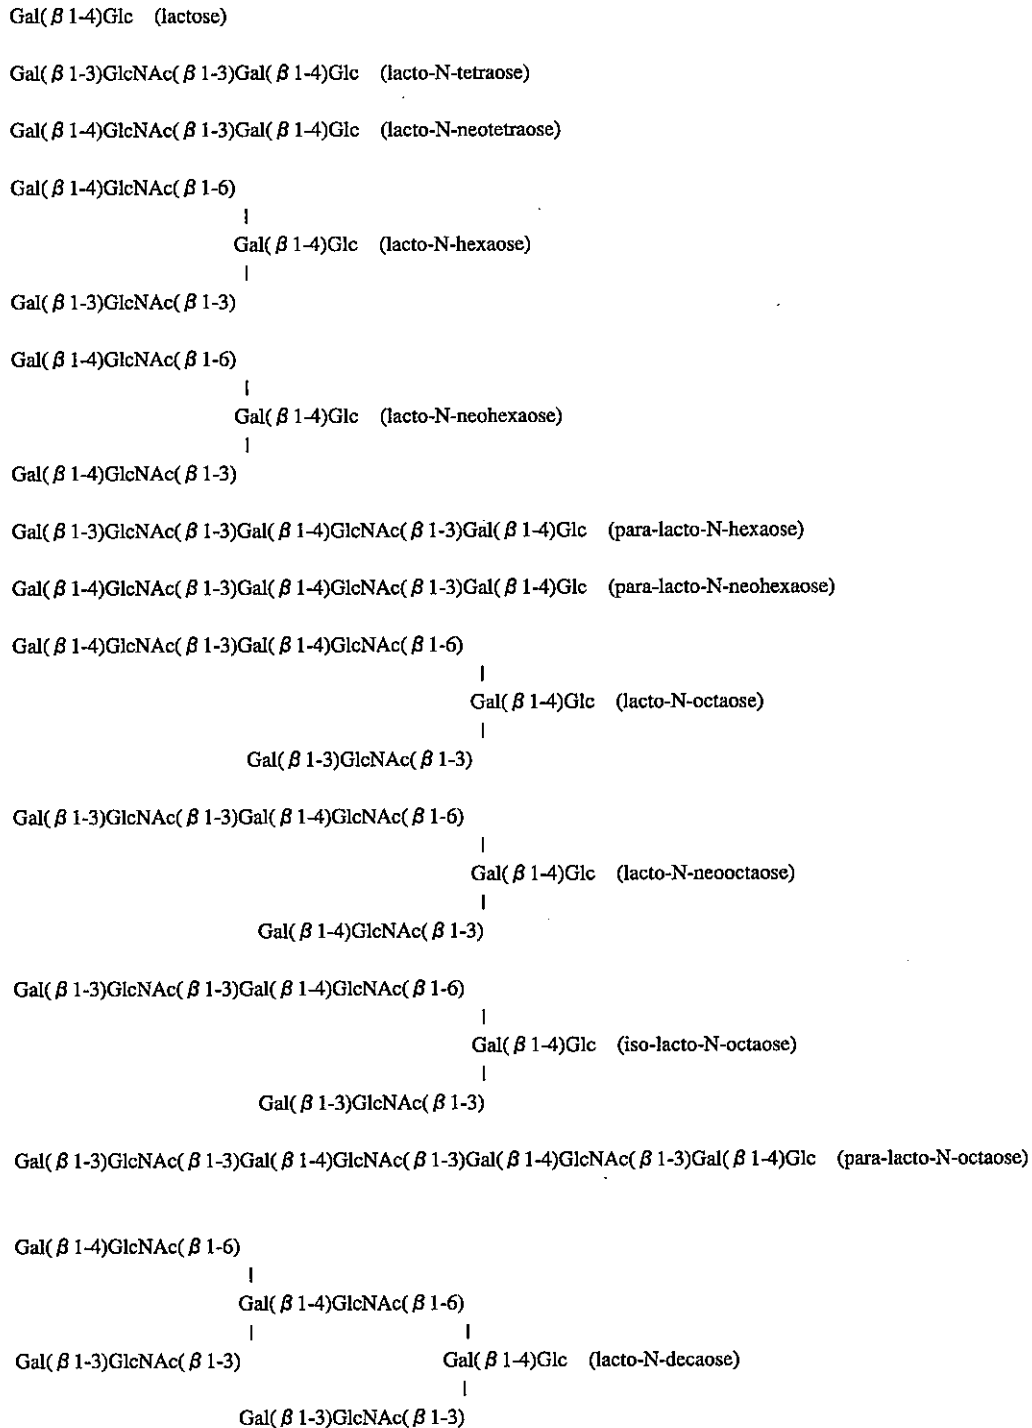 Gal(β1-4)Glc (lactose)
Gal(β1-3)GlcNAc(β1-3)Gal(β1-4)Glc (lacto-N-tetraose)
Gal(β1-4)GlcNAc(β1-3)Gal(β1-4)Glc (lacto-N-neotetraose)
Gal(β1-4)GlcNAc(β1-6)
|
Gal(β1-4)Glc (lacto-N-hexaose)
|
Gal(β1-3)GlcNAc(β1-3)
Gal(β1-4)GlcNAc(β1-6)
|
Gal(β1-4)Glc (lacto-N-neohexaose)
|
Gal(β1-4)GlcNAc(β1-3)
Gal(β1-3)GlcNAc(β1-3)Gal(β1-4)GlcNAc(β1-3)Gal(β1-4)Glc (para-lacto-N-hexaose)
Gal(β1-4)GlcNAc(β1-3)Gal(β1-4)GlcNAc(β1-3)Gal(β1-4)Glc (para-lacto-N-neohexaose)
Gal(β1-4)GlcNAc(β1-3)Gal(β1-4)GlcNAc(β1-6)
|
Gal(β1-4)Glc (lacto-N-octaose)
|
Gal(β1-3)GlcNAc(β1-3)
Gal(β1-3)GlcNAc(β1-3)Gal(β1-4)GlcNAc(β1-6)
|
Gal(β1-4)Glc (lacto-N-neooctaose)
|
Gal(β1-4)GlcNAc(β1-3)
Gal(β1-3)GlcNAc(β1-3)Gal(β1-4)GlcNAc(β1-6)
|
Gal(β1-4)Glc (iso-lacto-N-octaose)
|
Gal(β1-3)GlcNAc(β1-3)
Gal(β1-3)GlcNAc(β1-3)Gal(β1-4)GlcNAc(β1-3)Gal(β1-4)GlcNAc(β1-3)Gal(β1-4)Glc (para-lacto-N-octaose)
Gal(β1-4)GlcNAc(β1-6)
|
Gal(β1-4)GlcNAc(β1-6)
| |
Gal(β1-3)GlcNAc(β1-3) Gal(β1-4)Glc (lacto-N-decaose)
|
Gal(β1-3)GlcNAc(β1-3)